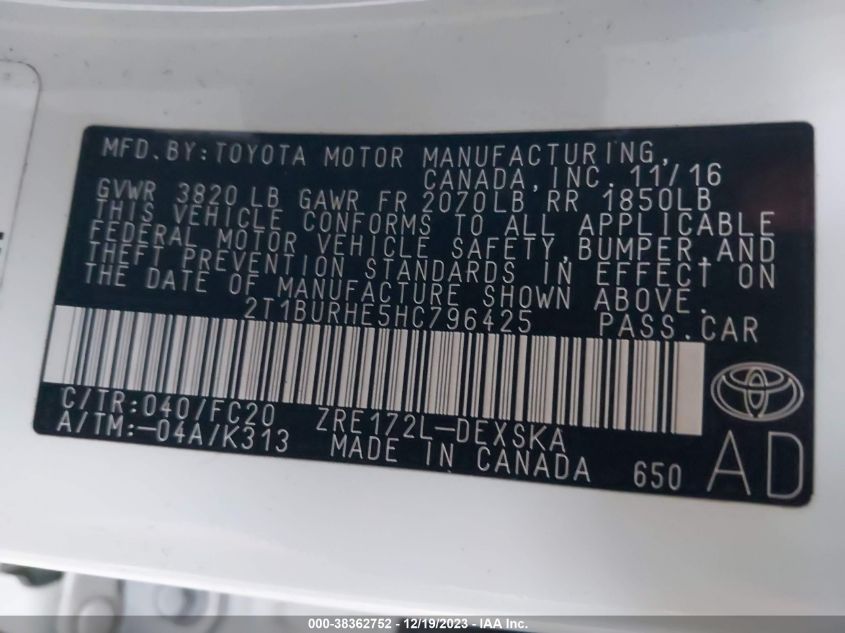 MFD.BY:TOYOTA MOTOR MANUFACTURING,
CANADA,INC. 11/16
GVWR 3820 LB GAWR FR 2070LB RR 1850LB
THIS VEHICLE CONFORMS TO ALL APPLICABLE
FEDERAL MOTOR VEHICLE SAFETY,BUMPER,AND
THEFT PREVENTION STANDARDS IN EFFECT ON
THE DATE OF MANUFACTURE SHOWN ABOVE.
2T1BURHE5HC796425 PASS.CAR
C/TR:040/FC20 ZRE172L-DEXSKA
A/TM:-04A/K313 MADE IN CANADA 650 AD
000-38362752 - 12/19/2023 - IAA Inc.